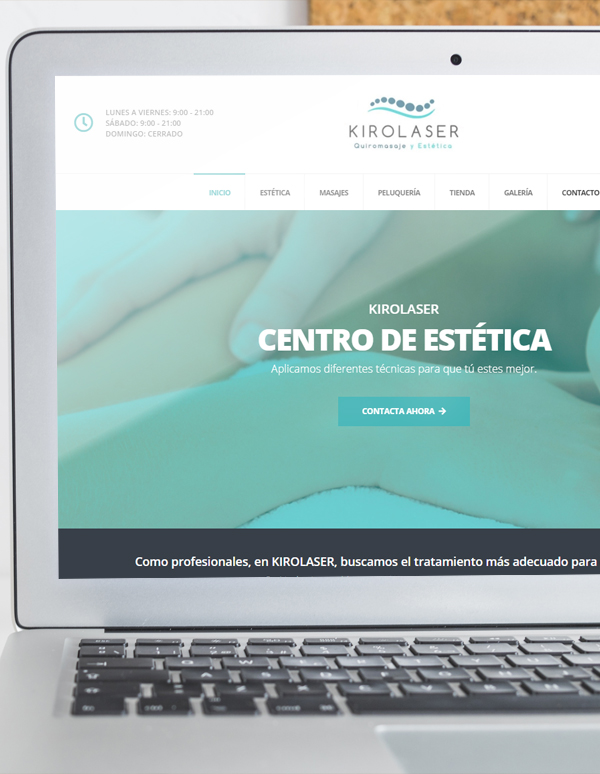 LUNES A VIERNES: 9:00 - 21:00
SÁBADO: 9:00 - 21:00
DOMINGO: CERRADO
KIROLASER
Quiromasaje y Estética
INICIO ESTÉTICA MASAJES PELUQUERÍA TIENDA GALERÍA CONTACTO
KIROLASER
CENTRO DE ESTÉTICA
Aplicamos diferentes técnicas para que tú estes mejor.
CONTACTA AHORA →
Como profesionales, en KIROLASER, buscamos el tratamiento más adecuado para